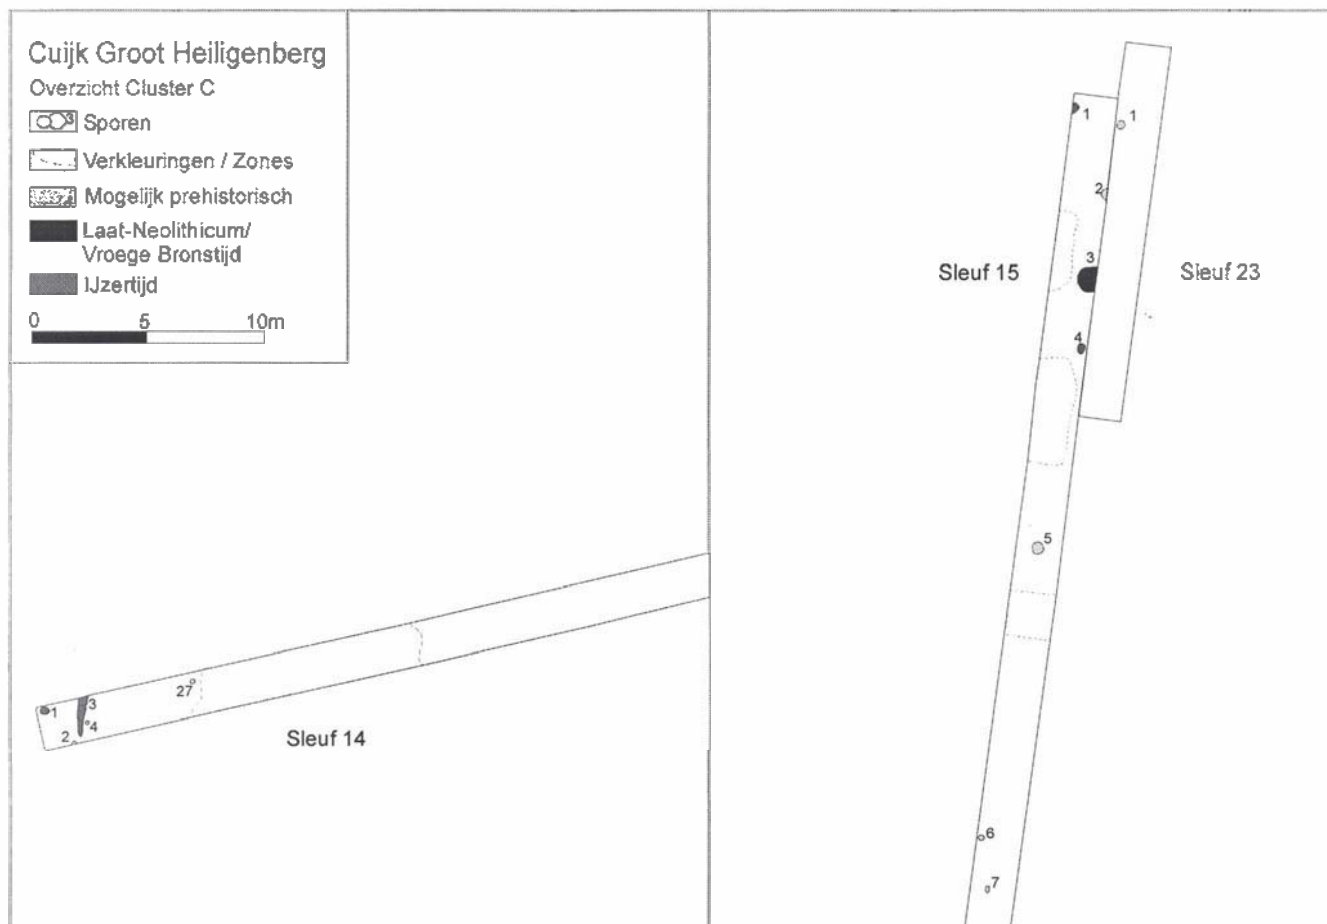 Cuijk Groot Heiligenberg
Overzicht Cluster C
3 Sporen
Verkleuringen / Zones
Mogelijk prehistorisch
Laat-Neolithicum/
Vroege Bronstijd
IJzertijd
0 5 10m
1
3
4
2
27
Sleuf 14
1
1
2
3
Sleuf 15
Sleuf 23
4
5
6
7